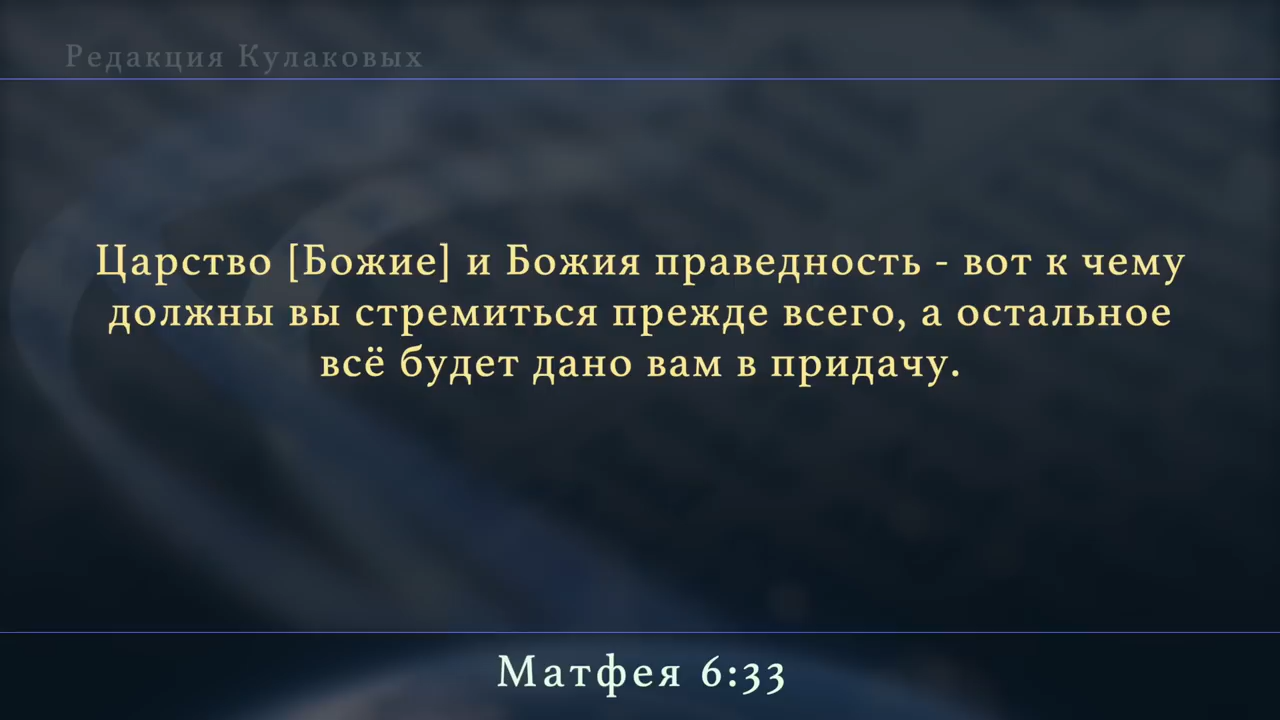 Редакция Кулаковых
Царство [Божие] и Божия праведность - вот к чему
должны вы стремиться прежде всего, а остальное
всё будет дано вам в придачу.
Матфея 6:33